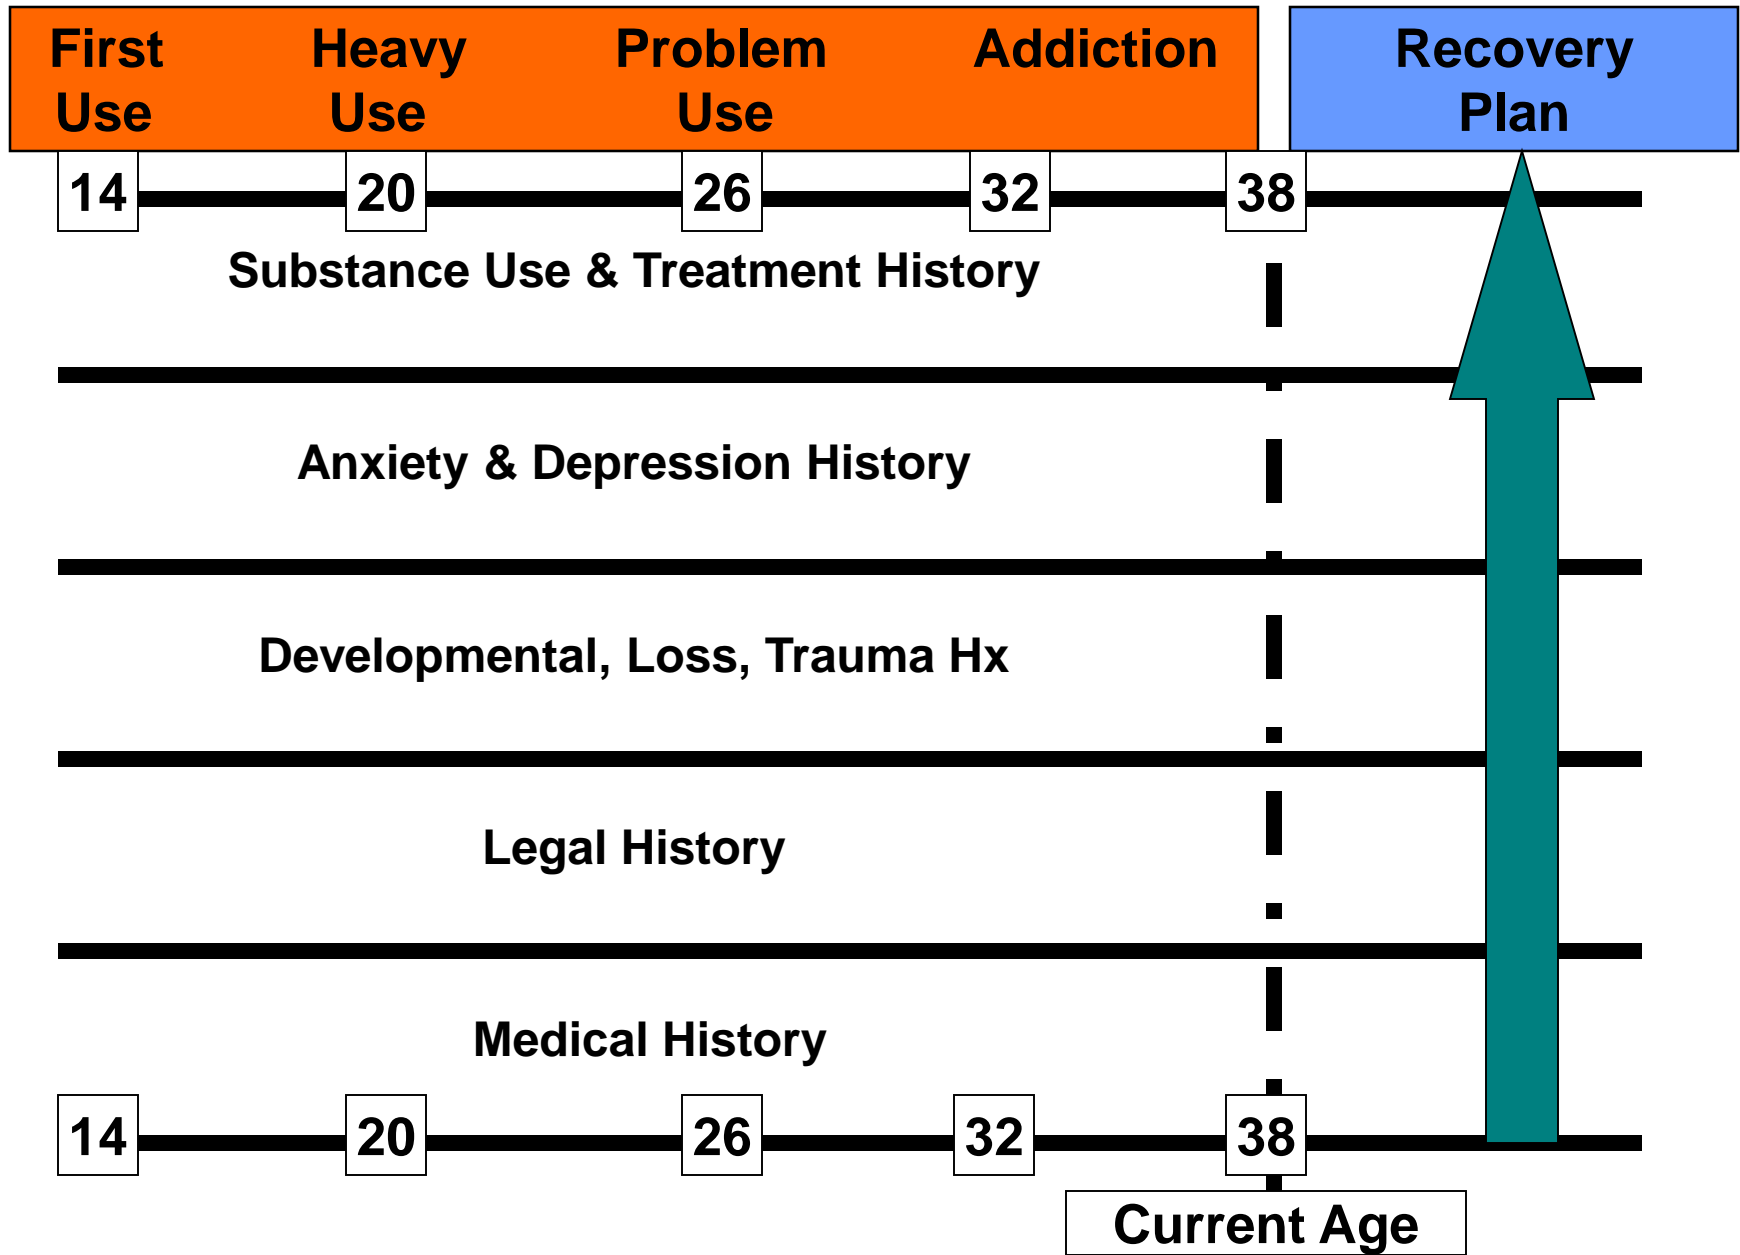 First Heavy Problem Addiction Recovery
Use Use Use Plan
14 20 26 32 38
Substance Use & Treatment History
Anxiety & Depression History
Developmental, Loss, Trauma Hx
Legal History
Medical History
14 20 26 32 38
Current Age